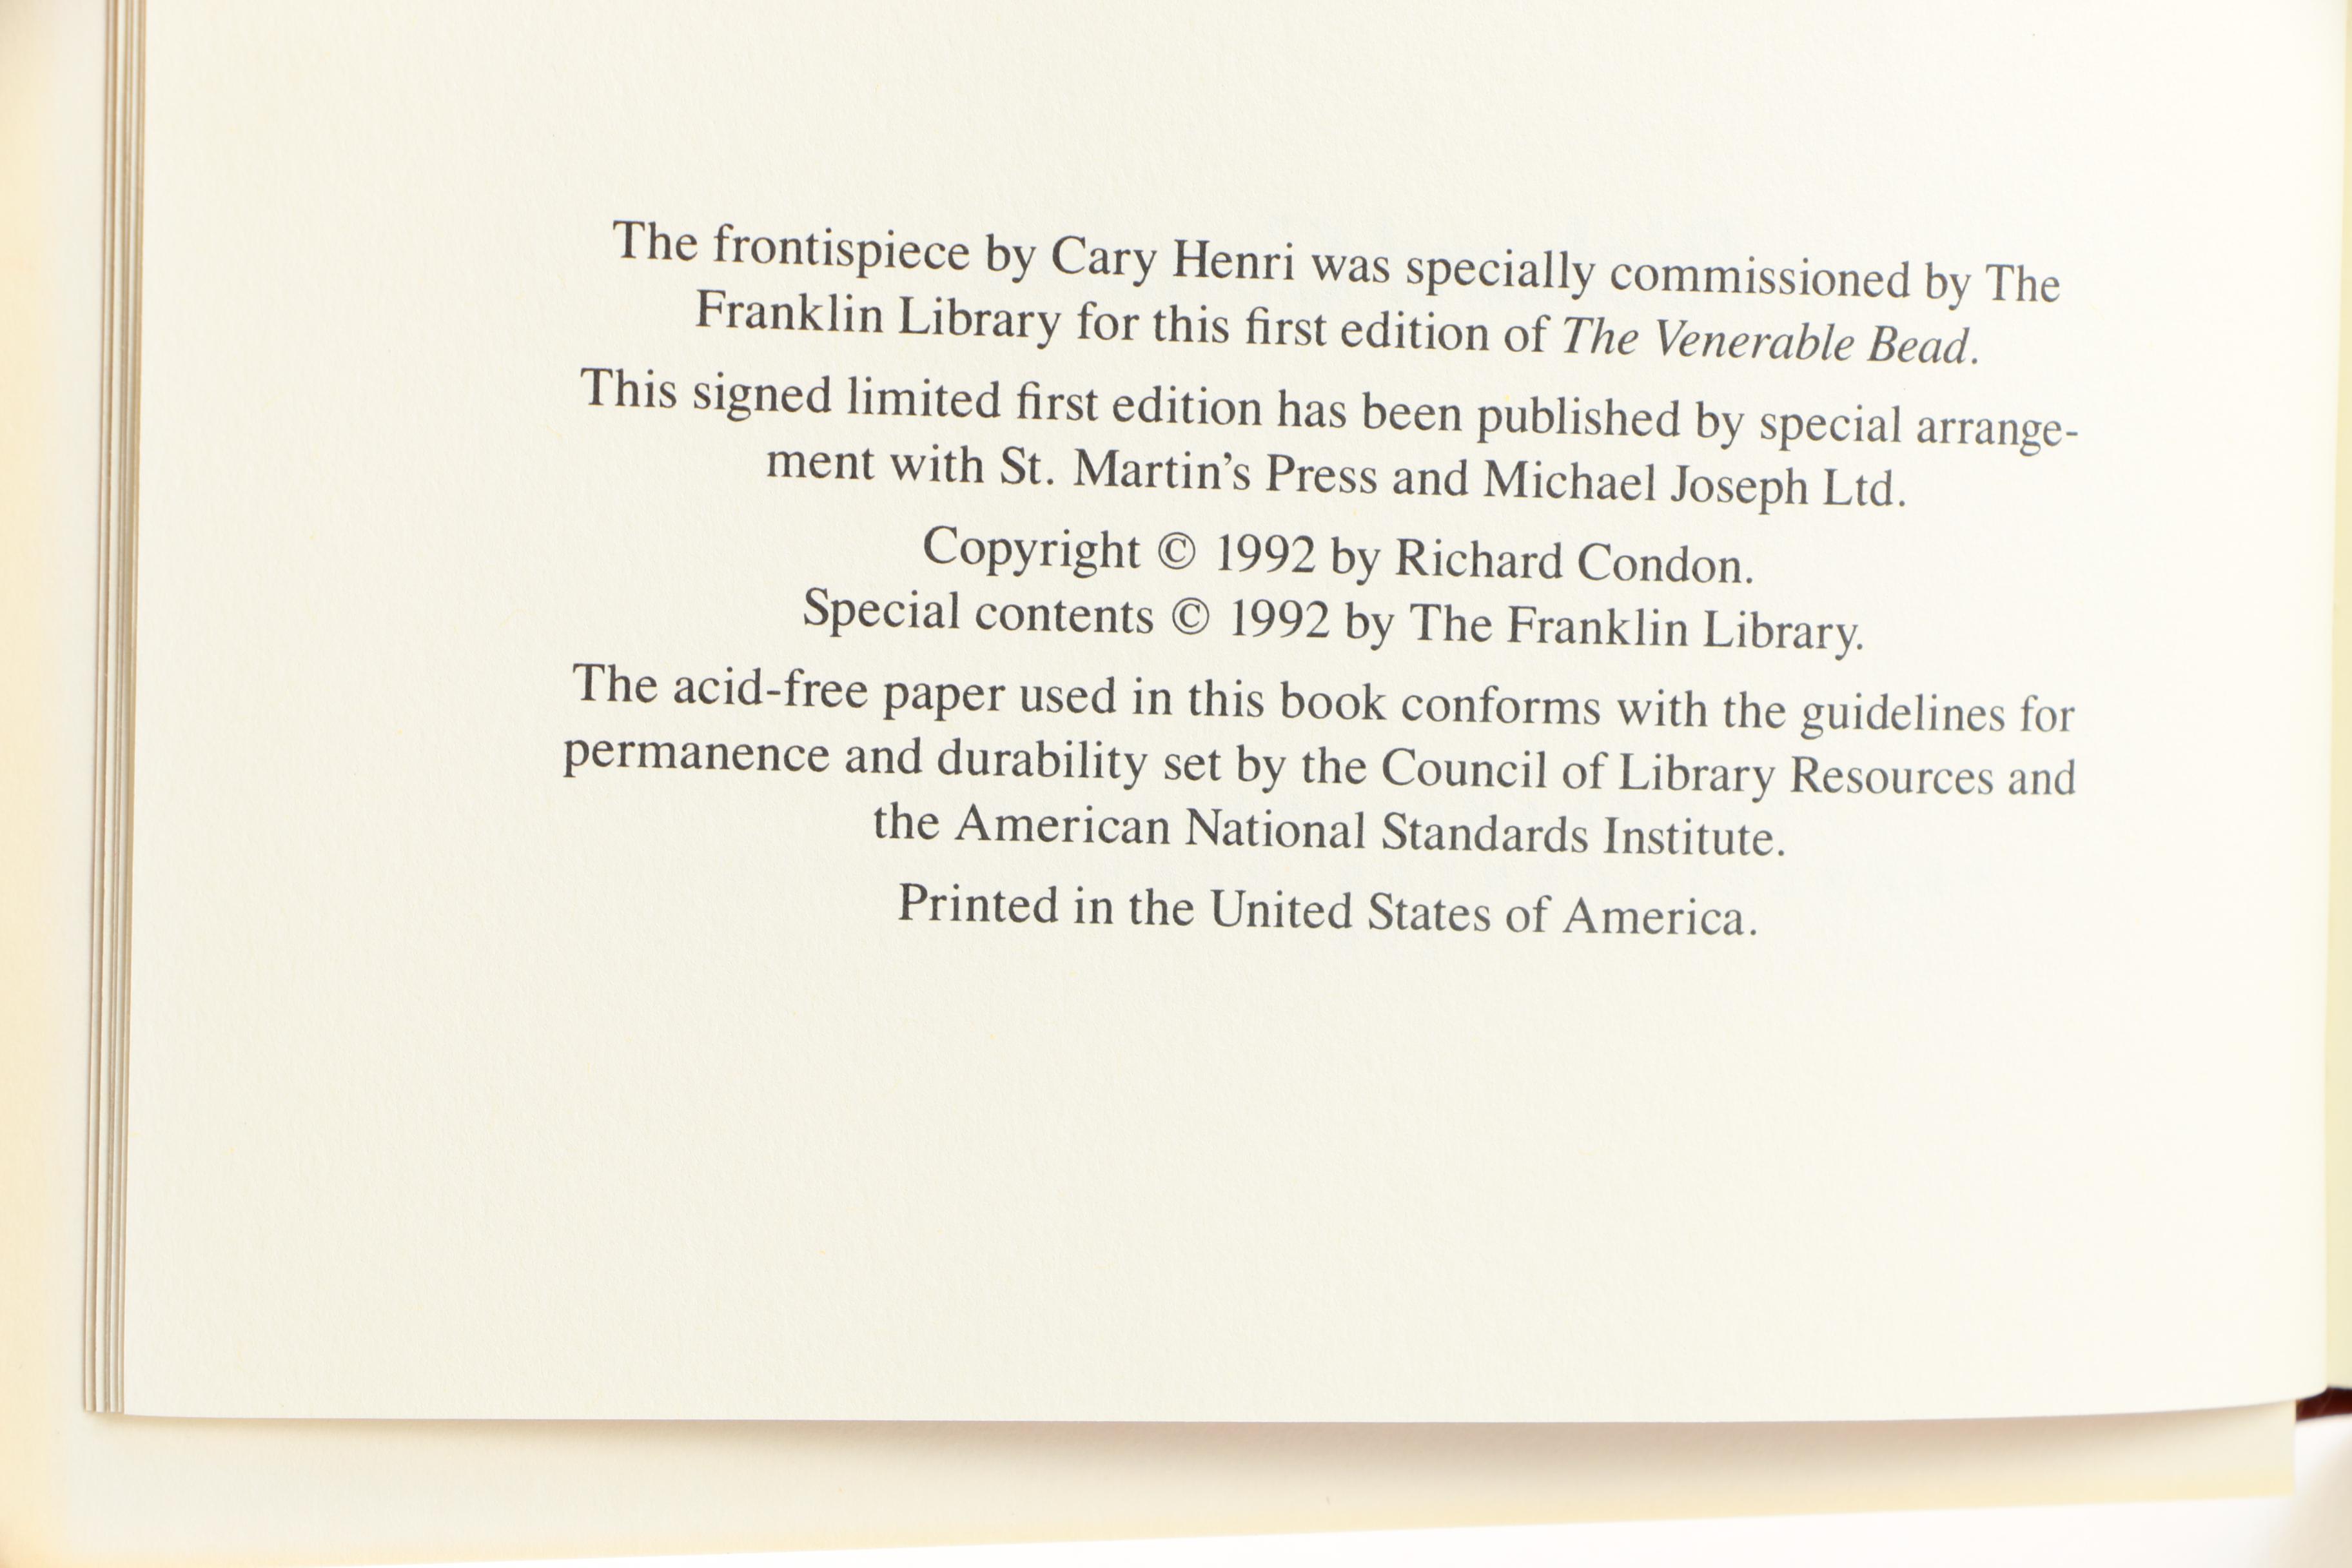 The frontispiece by Cary Henri was specially commissioned by The
Franklin Library for this first edition of The Venerable Bead.
This signed limited first edition has been published by special arrange-
ment with St. Martin's Press and Michael Joseph Ltd.
Copyright © 1992 by Richard Condon.
Special contents © 1992 by The Franklin Library.
The acid-free paper used in this book conforms with the guidelines for
permanence and durability set by the Council of Library Resources and
the American National Standards Institute.
Printed in the United States of America.